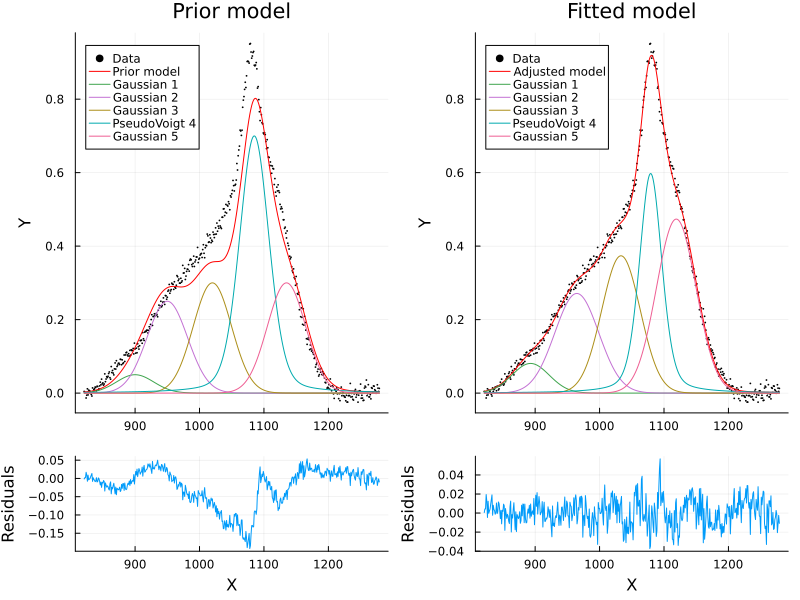 Prior model
Data
Prior model
Gaussian 1
Gaussian 2
Gaussian 3
PseudoVoigt 4
Gaussian 5
Y
0.8
0.6
0.4
0.2
0.0
900 1000 1100 1200
Residuals
0.05
0.00
−0.05
−0.10
−0.15
900 1000 1100 1200
X
Fitted model
Data
Adjusted model
Gaussian 1
Gaussian 2
Gaussian 3
PseudoVoigt 4
Gaussian 5
Y
0.8
0.6
0.4
0.2
0.0
900 1000 1100 1200
Residuals
0.04
0.02
0.00
−0.02
−0.04
900 1000 1100 1200
X